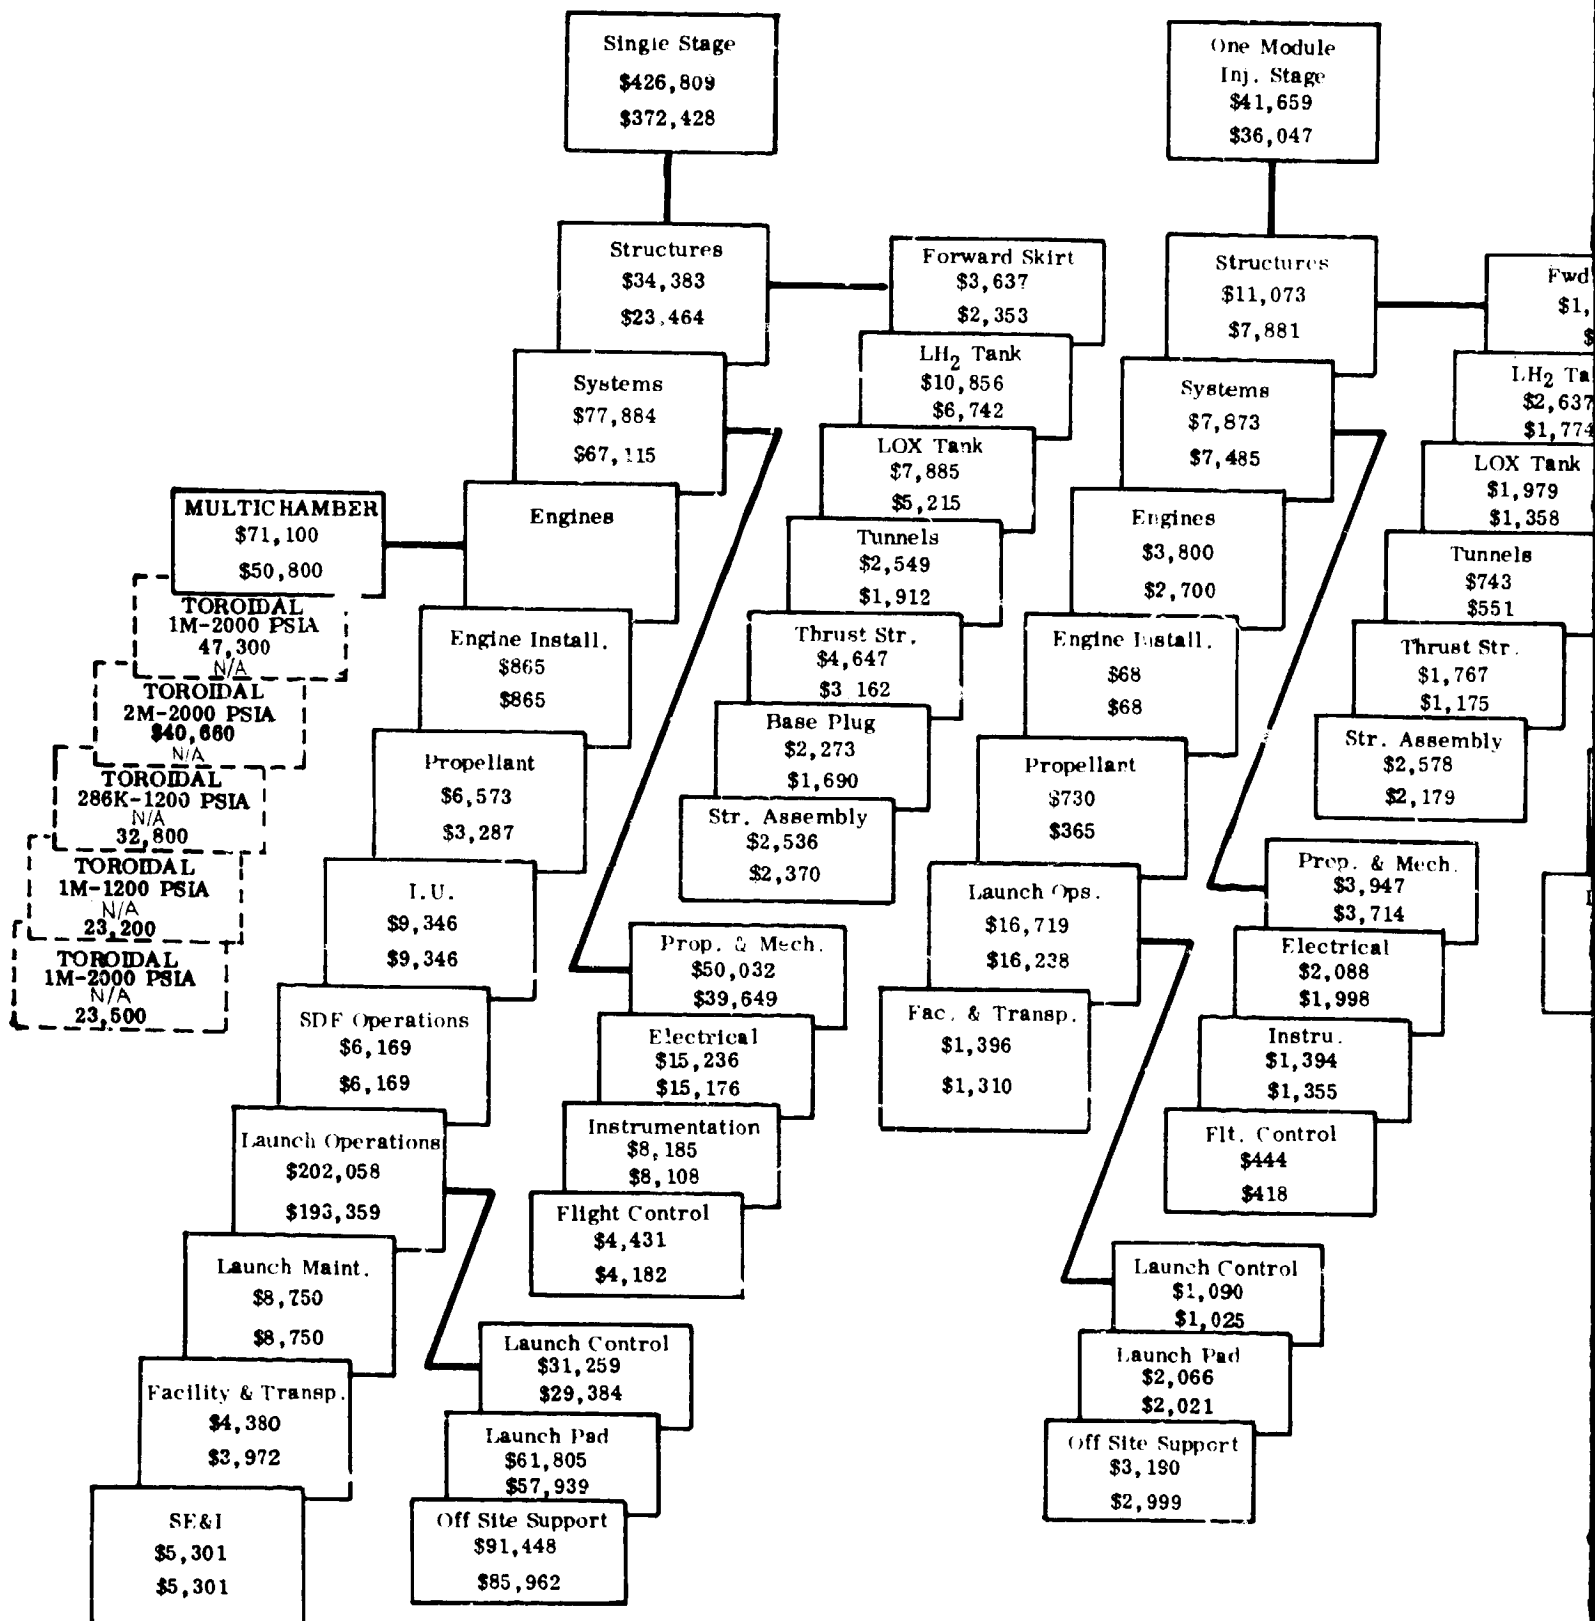 Single Stage
$426,809
$372,428
Structures
$34,383
$23,464
Systems
$77,884
$67,115
Engines
MULTICHAMBER
$71,100
$50,800
TOROIDAL
1M-2000 PSIA
47,300
N/A
TOROIDAL
2M-2000 PSIA
$40,660
N/A
TOROIDAL
286K-1200 PSIA
N/A
32,800
TOROIDAL
1M-1200 PSIA
N/A
23,200
TOROIDAL
1M-2000 PSIA
N/A
23,500
Engine Install.
$865
$865
Propellant
$6,573
$3,287
I.U.
$9,346
$9,346
SDF Operations
$6,169
$6,169
Launch Operations
$202,058
$193,359
Launch Maint.
$8,750
$8,750
Facility & Transp.
$4,380
$3,972
SE&I
$5,301
$5,301
Forward Skirt
$3,637
$2,353
LH₂ Tank
$10,856
$6,742
LOX Tank
$7,885
$5,215
Tunnels
$2,549
$1,912
Thrust Str.
$4,647
$3 162
Base Plug
$2,273
$1,690
Str. Assembly
$2,536
$2,370
Prop. & Mech.
$50,032
$39,649
Electrical
$15,236
$15,176
Instrumentation
$8,185
$8,108
Flight Control
$4,431
$4,182
Launch Control
$31,259
$29,384
Launch Pad
$61,805
$57,939
Off Site Support
$91,448
$85,962
One Module
Inj. Stage
$41,659
$36,047
Structures
$11,073
$7,881
Systems
$7,873
$7,485
Engines
$3,800
$2,700
Engine Install.
$68
$68
Propellant
$730
$365
Launch Ops.
$16,719
$16,238
Fac. & Transp.
$1,396
$1,310
Fwd
$1,
$
LH₂ Ta
$2,637
$1,774
LOX Tank
$1,979
$1,358
Tunnels
$743
$551
Thrust Str.
$1,767
$1,175
Str. Assembly
$2,578
$2,179
Prop. & Mech.
$3,947
$3,714
Electrical
$2,088
$1,998
Instru.
$1,394
$1,355
Flt. Control
$444
$418
Launch Control
$1,090
$1,025
Launch Pad
$2,066
$2,021
Off Site Support
$3,190
$2,999